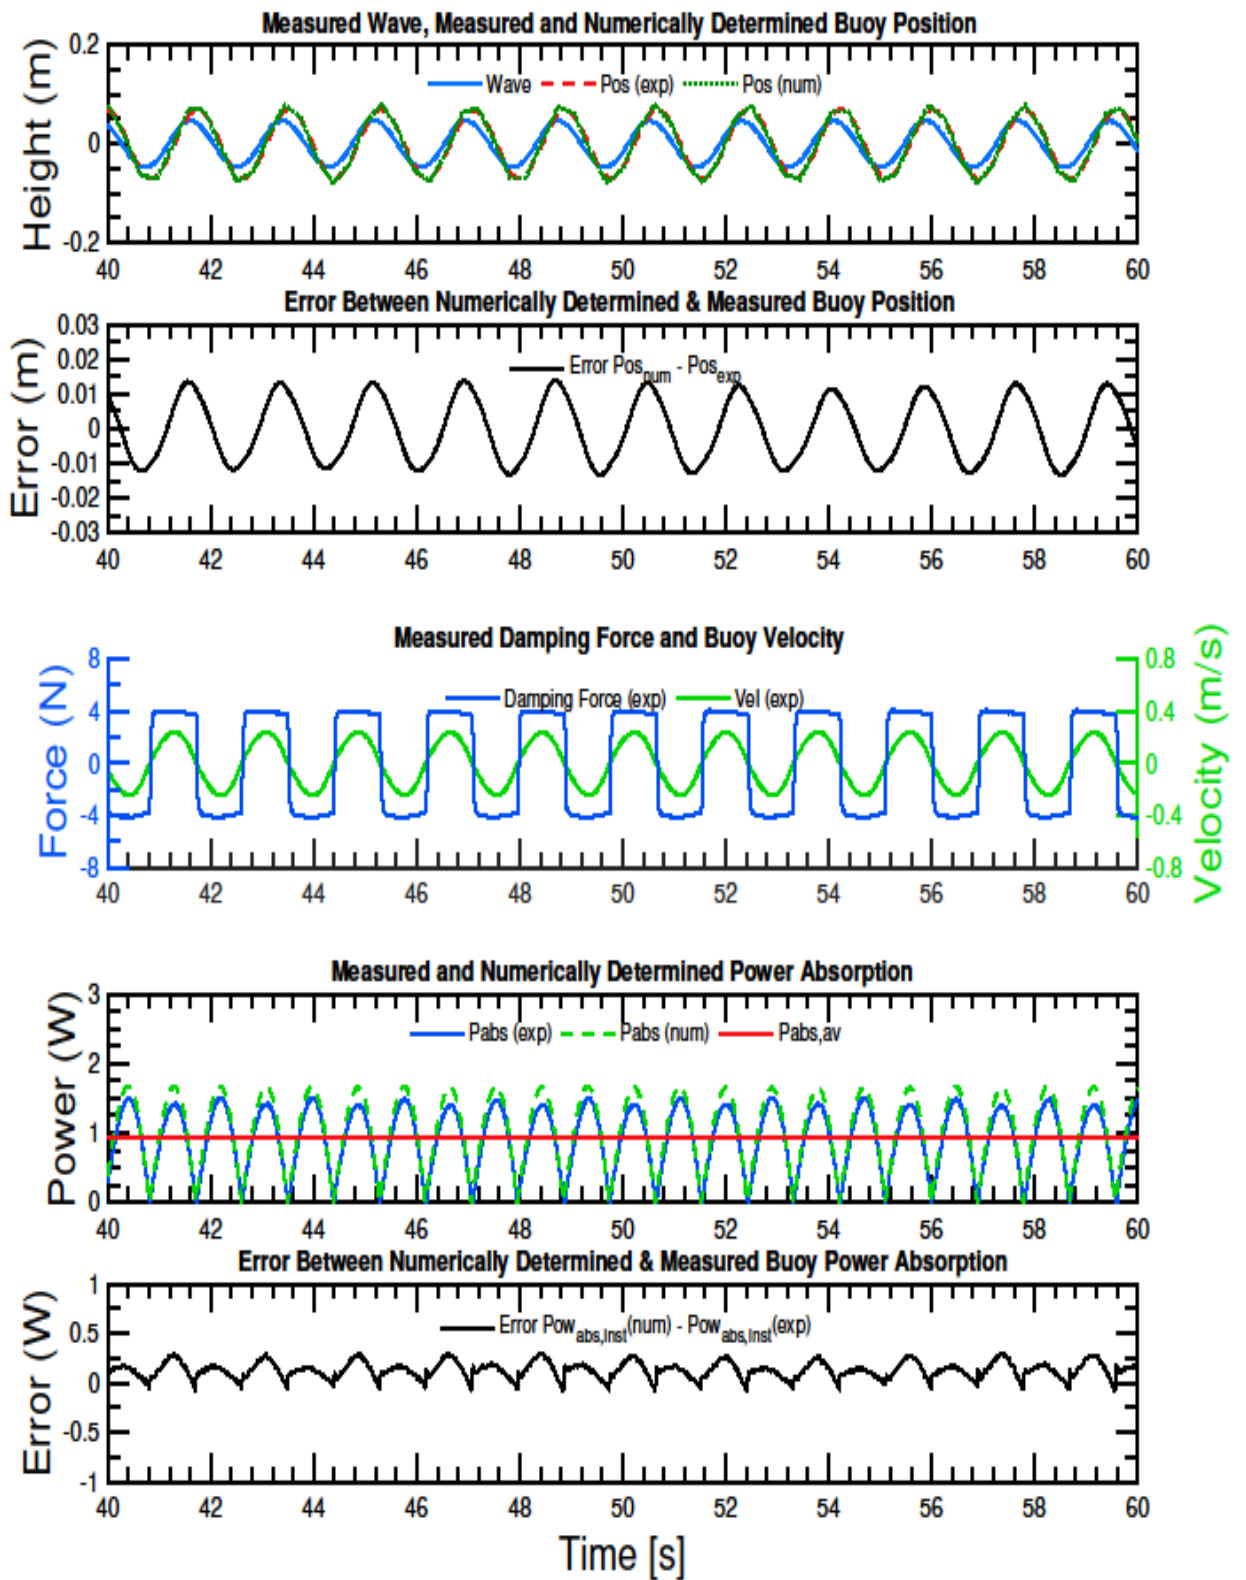 Measured Wave, Measured and Numerically Determined Buoy Position
Height (m)
0.2
0
-0.2
Wave Pos (exp) Pos (num)
40 42 44 46 48 50 52 54 56 58 60
Error Between Numerically Determined & Measured Buoy Position
Error (m)
0.03
0.02
0.01
0
-0.01
-0.02
-0.03
Error Pos_num - Pos_exp
40 42 44 46 48 50 52 54 56 58 60
Measured Damping Force and Buoy Velocity
Force (N)
8
4
0
-4
-8
Damping Force (exp) Vel (exp)
0.8
0.4
0
-0.4
-0.8
Velocity (m/s)
40 42 44 46 48 50 52 54 56 58 60
Measured and Numerically Determined Power Absorption
Power (W)
3
2
1
0
Pabs (exp) Pabs (num) Pabs,av
40 42 44 46 48 50 52 54 56 58 60
Error Between Numerically Determined & Measured Buoy Power Absorption
Error (W)
1
0.5
0
-0.5
-1
Error Pow_abs,inst(num) - Pow_abs,inst(exp)
40 42 44 46 48 50 52 54 56 58 60
Time [s]